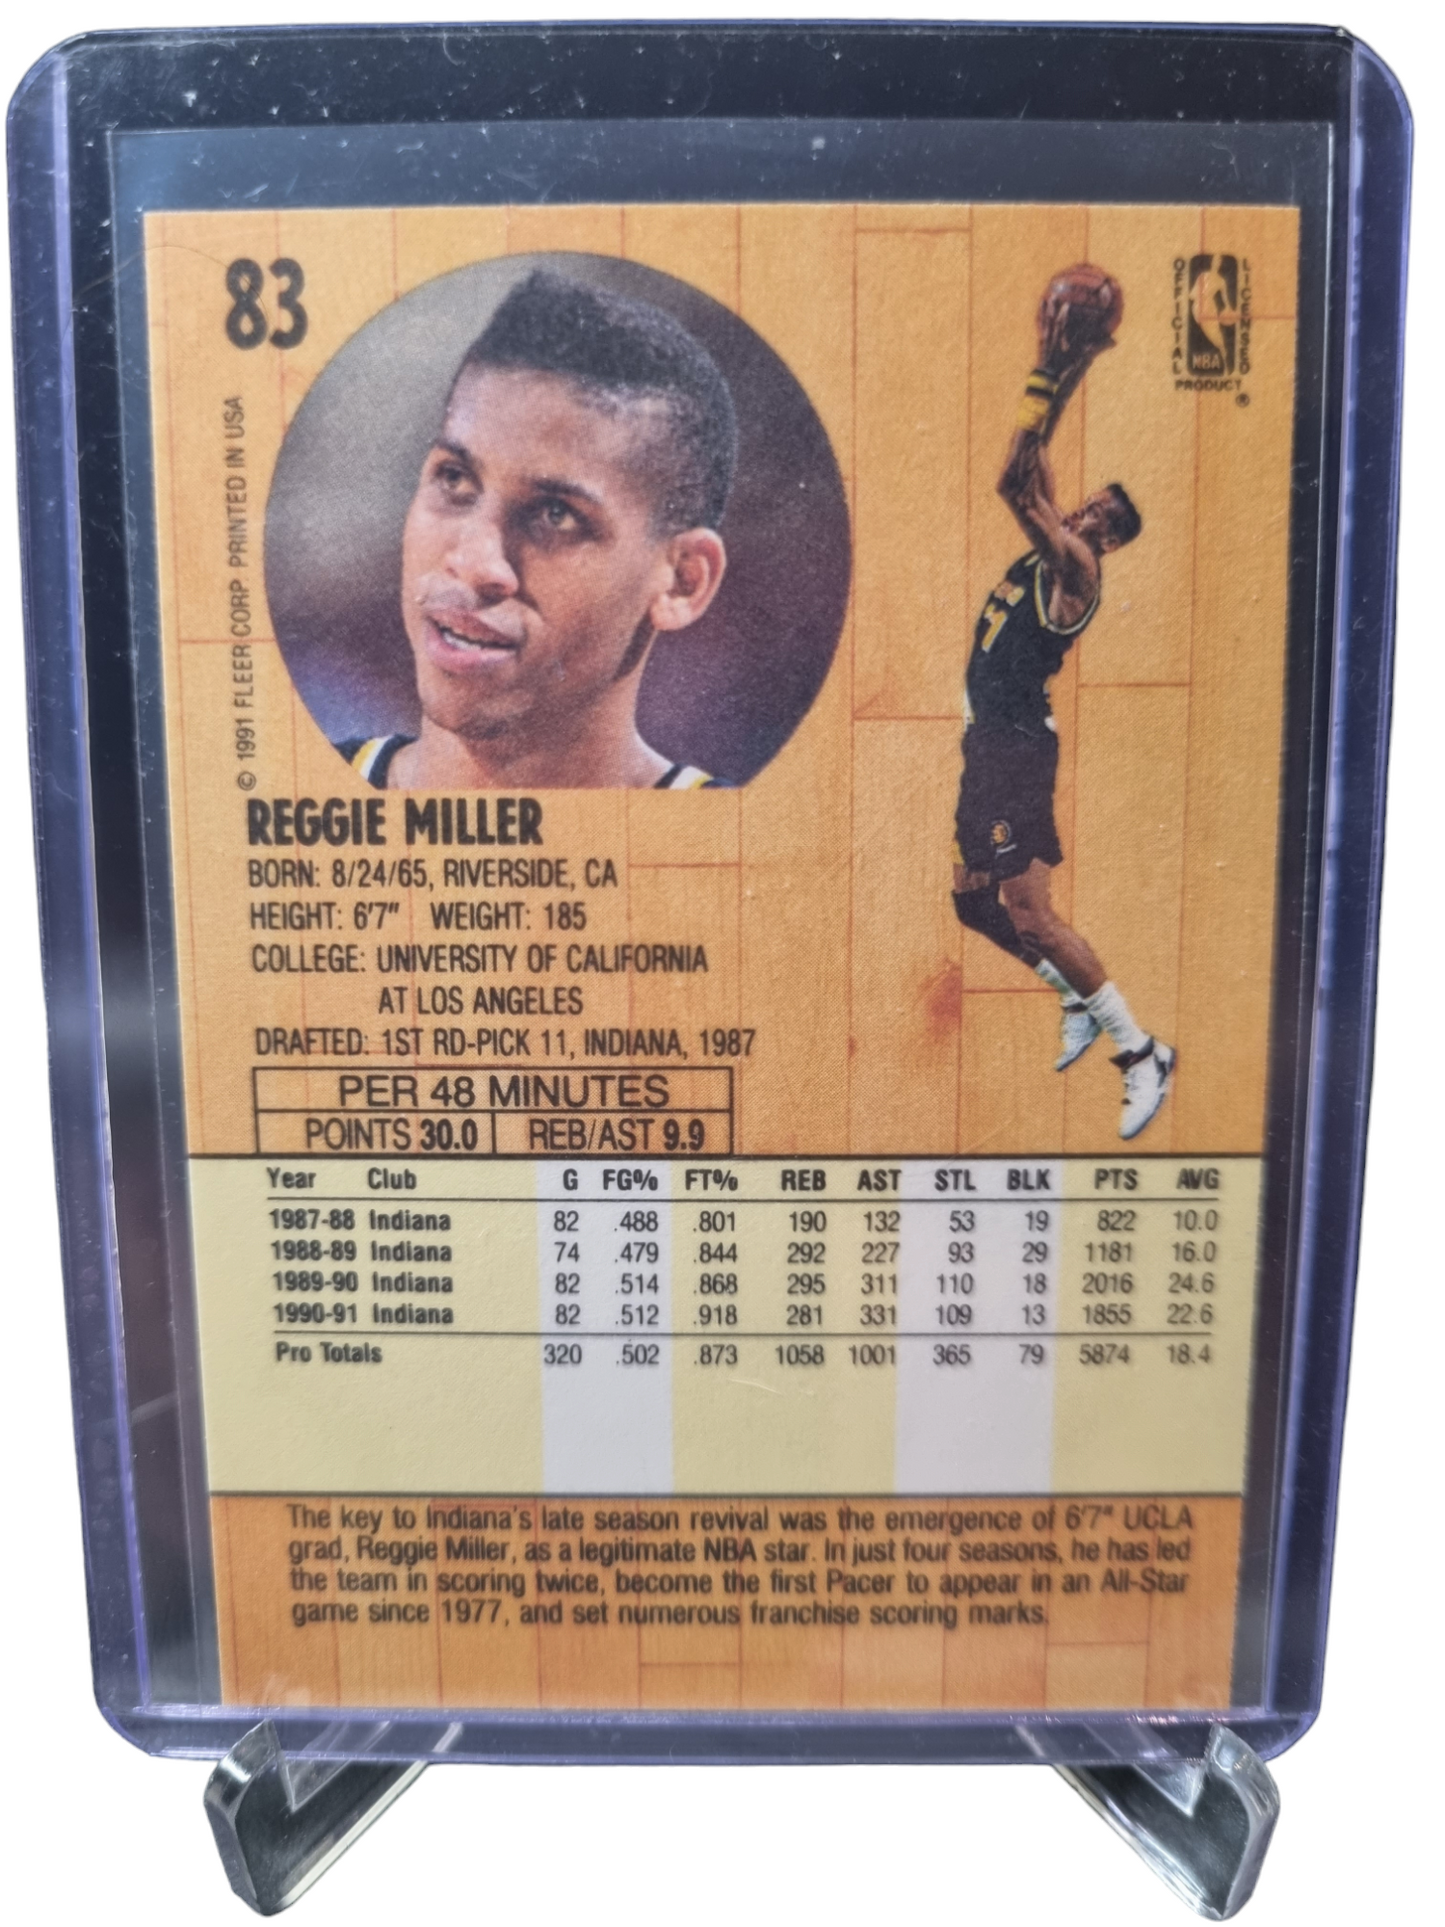 83
OFFICIAL LICENSED
NBA
PRODUCT
®
© 1991 FLEER CORP PRINTED IN USA
REGGIE MILLER
BORN: 8/24/65, RIVERSIDE, CA
HEIGHT: 6'7" WEIGHT: 185
COLLEGE: UNIVERSITY OF CALIFORNIA
AT LOS ANGELES
DRAFTED: 1ST RD-PICK 11, INDIANA, 1987
PER 48 MINUTES
POINTS 30.0 REB/AST 9.9
Year Club G FG% FT% REB AST STL BLK PTS AVG
1987-88 Indiana 82 .488 .801 190 132 53 19 822 10.0
1988-89 Indiana 74 .479 .844 292 227 93 29 1181 16.0
1989-90 Indiana 82 .514 .868 295 311 110 18 2016 24.6
1990-91 Indiana 82 .512 .918 281 331 109 13 1855 22.6
Pro Totals 320 .502 .873 1058 1001 365 79 5874 18.4
The key to Indiana's late season revival was the emergence of 6'7" UCLA
grad, Reggie Miller, as a legitimate NBA star. In just four seasons, he has led
the team in scoring twice, become the first Pacer to appear in an All-Star
game since 1977, and set numerous franchise scoring marks.